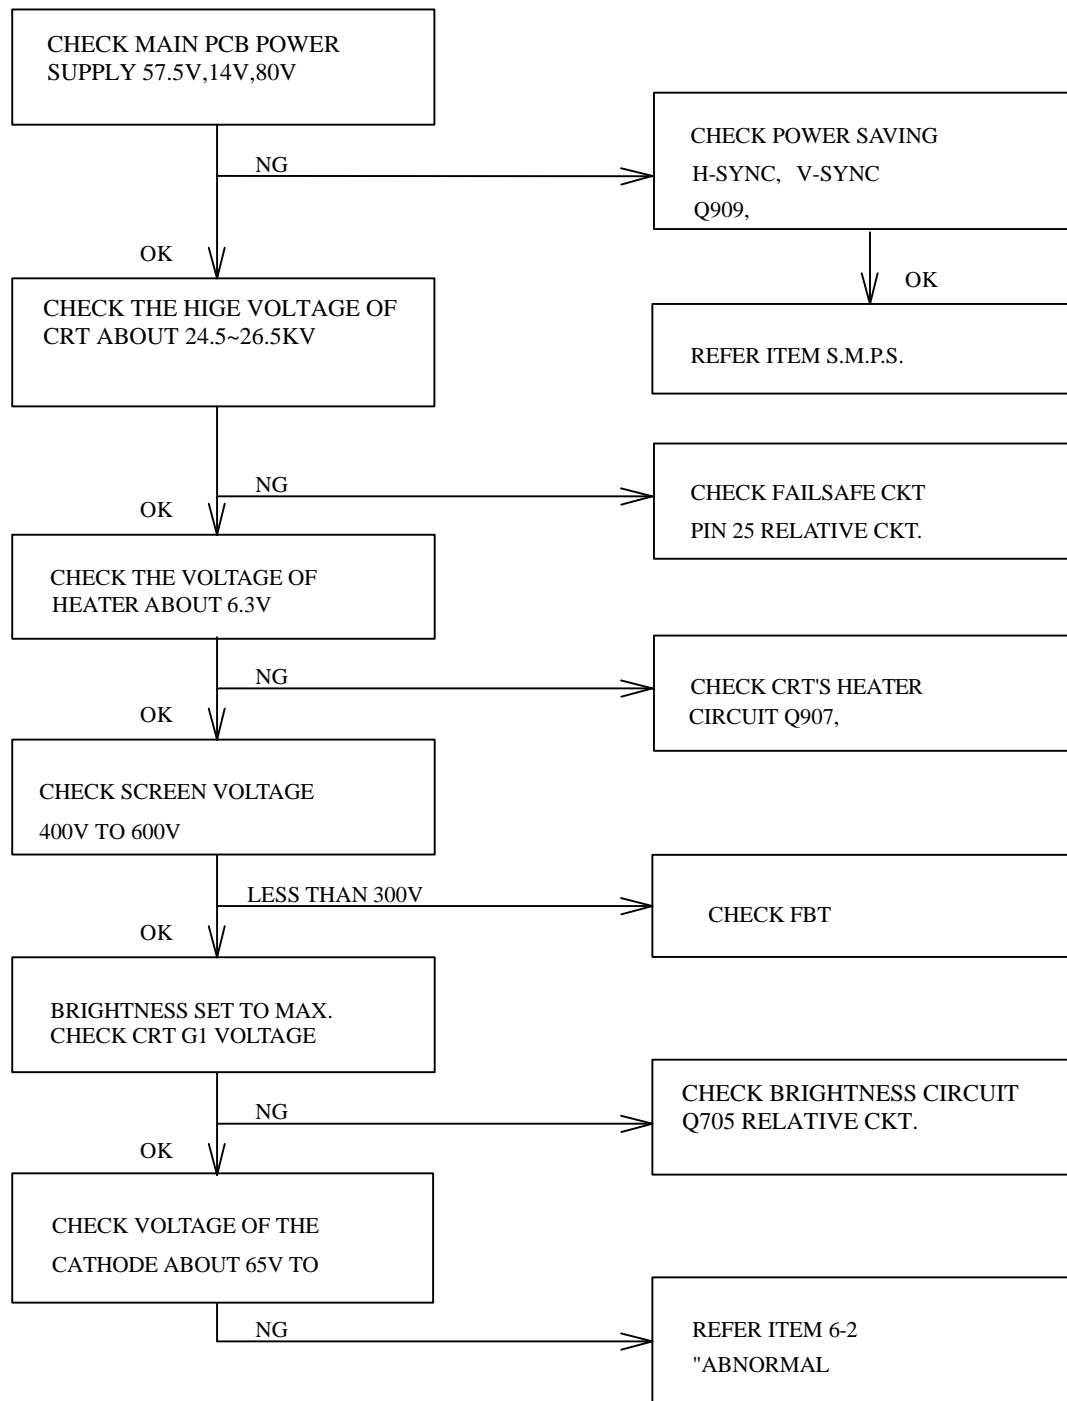 CHECK MAIN PCB POWER
SUPPLY 57.5V,14V,80V
NG
CHECK POWER SAVING
H-SYNC, V-SYNC
Q909,
OK
OK
CHECK THE HIGE VOLTAGE OF
CRT ABOUT 24.5~26.5KV
REFER ITEM S.M.P.S.
NG
CHECK FAILSAFE CKT
PIN 25 RELATIVE CKT.
OK
CHECK THE VOLTAGE OF
HEATER ABOUT 6.3V
NG
CHECK CRT'S HEATER
CIRCUIT Q907,
OK
CHECK SCREEN VOLTAGE
400V TO 600V
LESS THAN 300V
CHECK FBT
OK
BRIGHTNESS SET TO MAX.
CHECK CRT G1 VOLTAGE
NG
CHECK BRIGHTNESS CIRCUIT
Q705 RELATIVE CKT.
OK
CHECK VOLTAGE OF THE
CATHODE ABOUT 65V TO
NG
REFER ITEM 6-2
"ABNORMAL